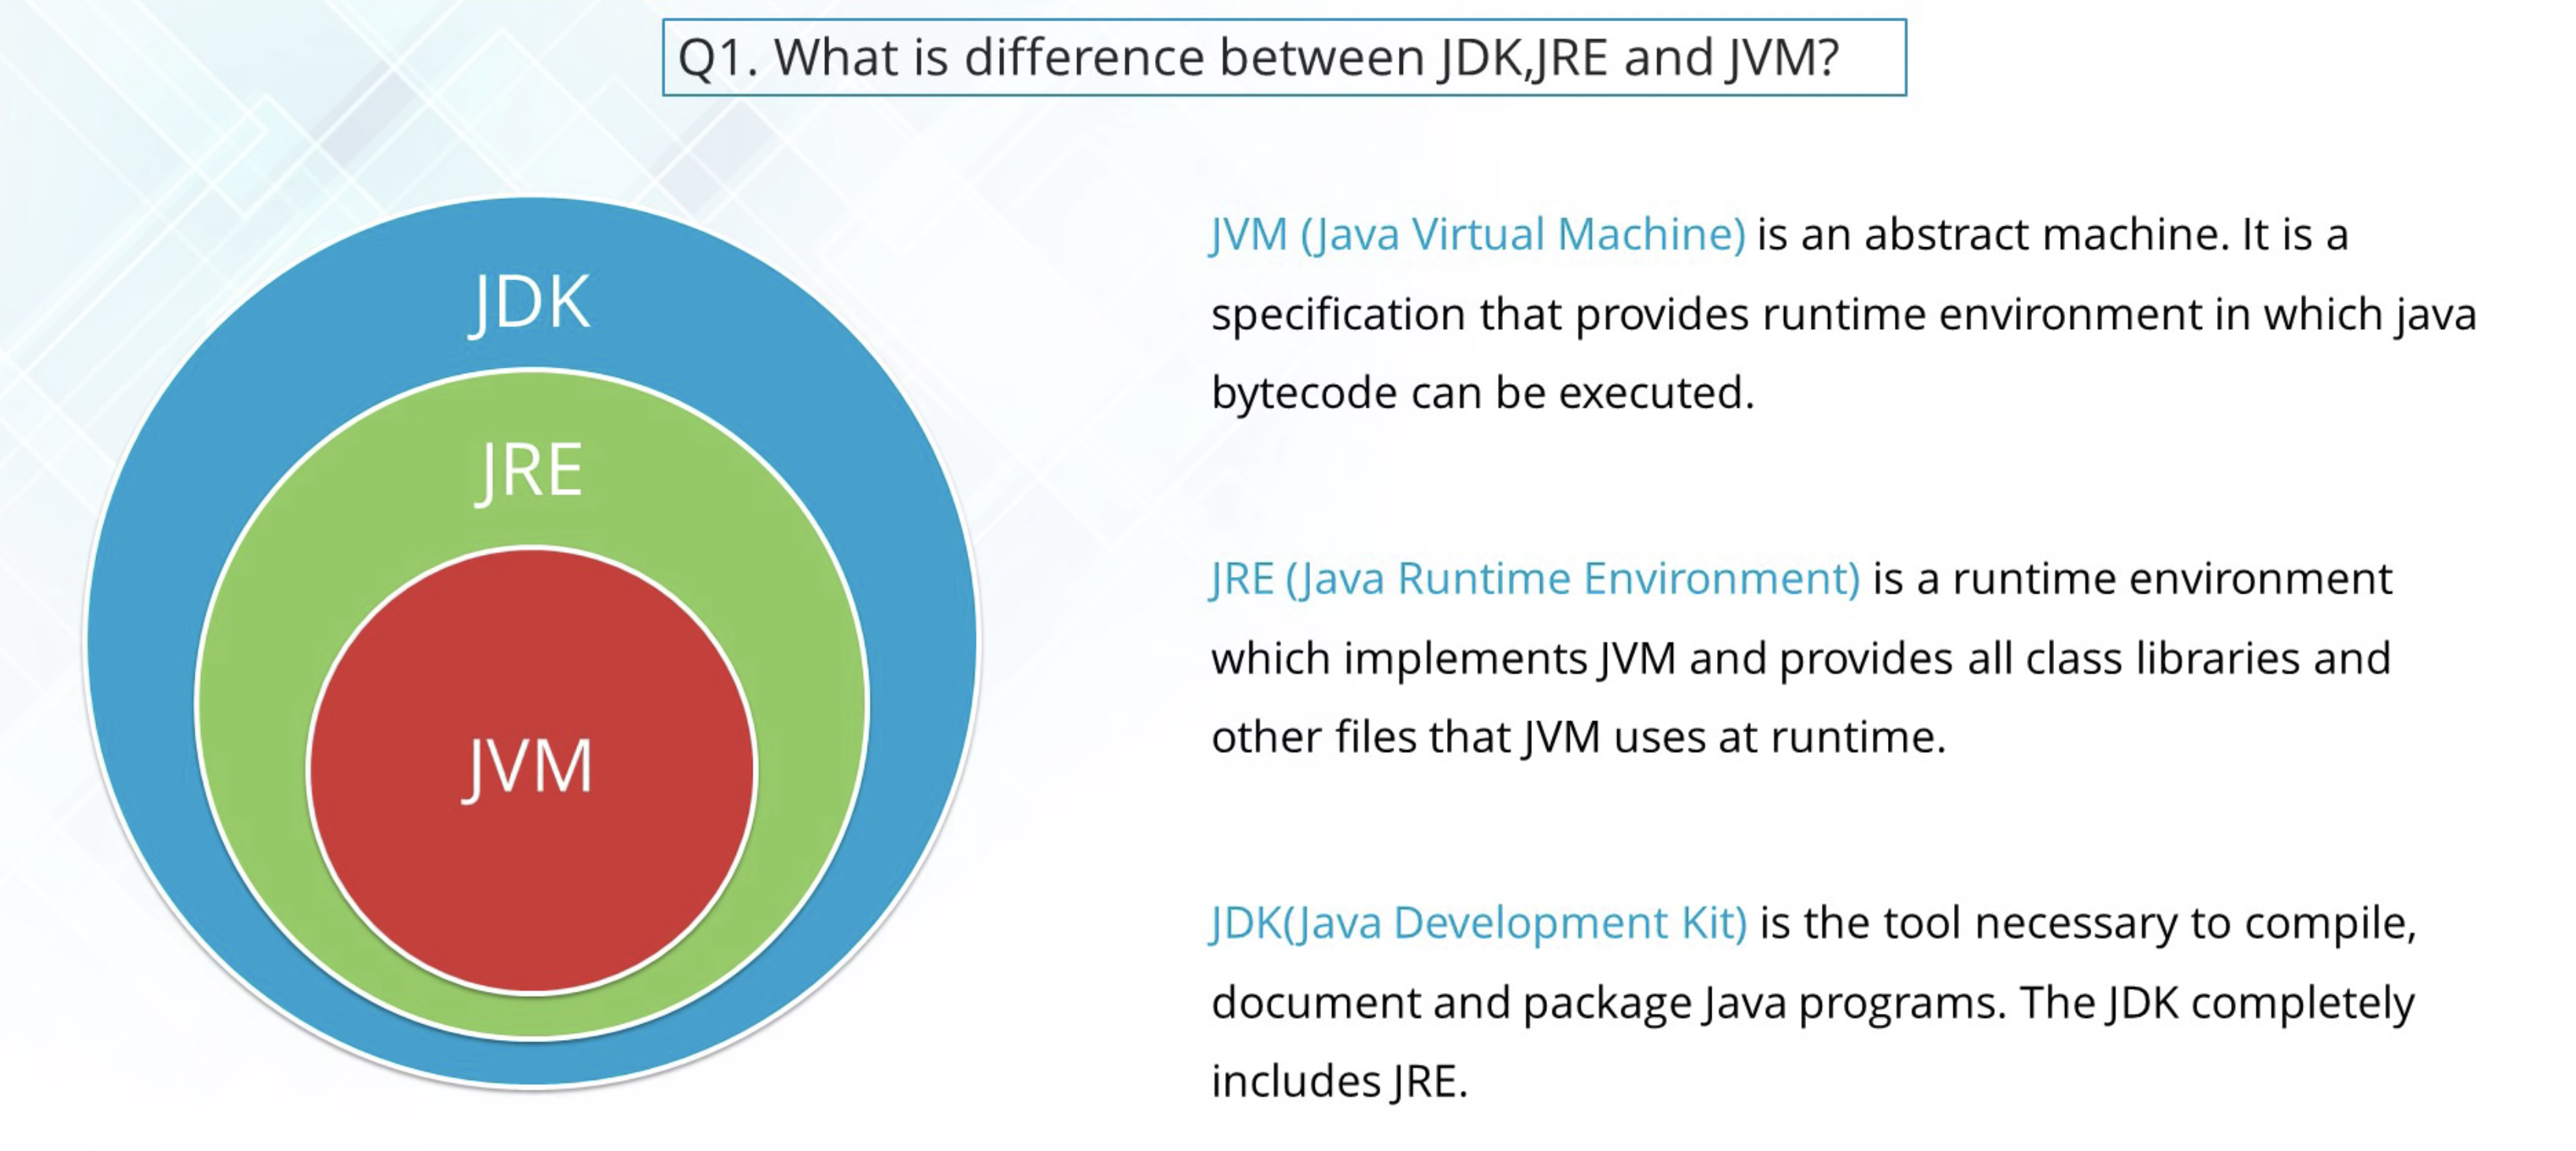 Q1. What is difference between JDK,JRE and JVM?
JDK
JRE
JVM
JVM (Java Virtual Machine) is an abstract machine. It is a
specification that provides runtime environment in which java
bytecode can be executed.
JRE (Java Runtime Environment) is a runtime environment
which implements JVM and provides all class libraries and
other files that JVM uses at runtime.
JDK(Java Development Kit) is the tool necessary to compile,
document and package Java programs. The JDK completely
includes JRE.